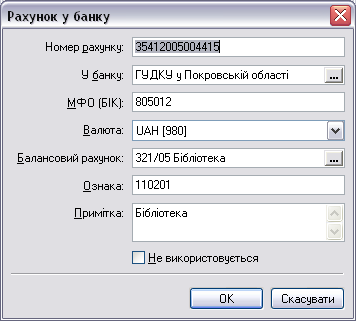 Рахунок у банку
Номер рахунку: 35412005004415
У банку: ГУДКУ у Покровській області ...
МФО (БІК): 805012
Валюта: UAH [980]
Балансовий рахунок: 321/05 Бібліотека ...
Ознака: 110201
Примітка: Бібліотека
Не використовується
OK Скасувати